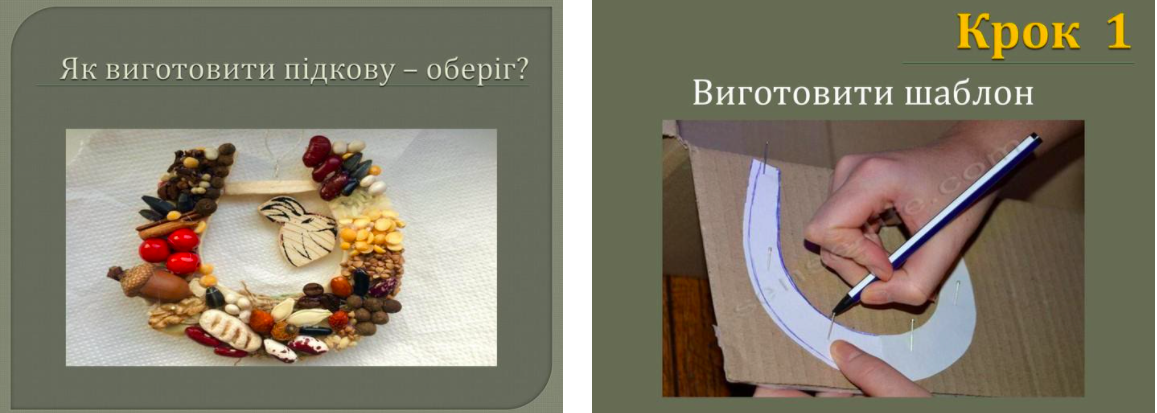 Як виготовити підкову – оберіг?
Крок 1
Виготовити шаблон